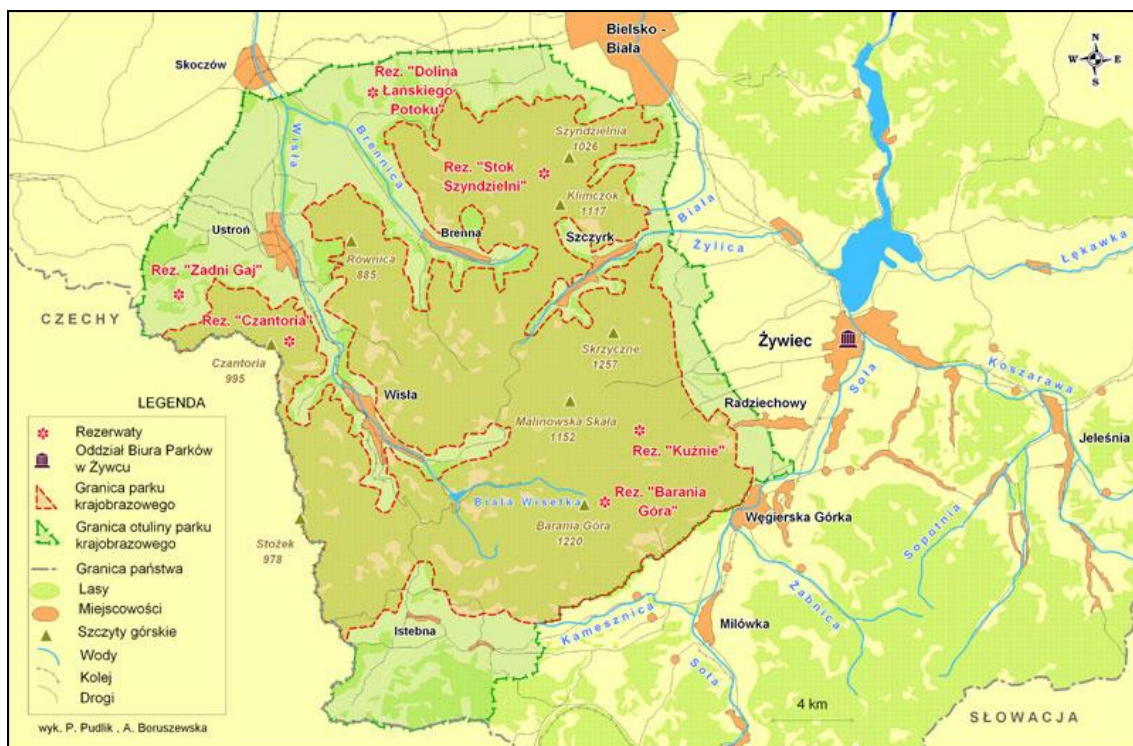 Bielsko -
Biała
Skoczów
Rez. "Dolina
Łańskiego
Potoku"
N
W E
S
Wisła
Brennica
Szyndzielnia
1026
Rez. "Stok
Szyndzielni"
Klimczok
1117
Biała
Ustroń
Brenna
Szczyrk
Żylica
Łękawka
Równica
885
Rez. "Zadni Gaj"
CZECHY
Rez. "Czantoria"
Czantoria
995
Skrzyczne
1257
Żywiec
Soła
Koszarawa
Wisła
Malinowska Skała
1152
Radziechowy
Rez. "Kuźnie"
Jeleśnia
Biała Wisełka
Rez. "Barania
Góra"
Barania Góra
1220
Węgierska Górka
Sopotnia
Stożek
978
Żabnica
Kamesznica
Milówka
Istebna
Soła
4 km
SŁOWACJA
LEGENDA
Rezerwaty
Oddział Biura Parków
w Żywcu
Granica parku
krajobrazowego
Granica otuliny parku
krajobrazowego
Granica państwa
Lasy
Miejscowości
Szczyty górskie
Wody
Kolej
Drogi
wyk. P. Pudlik , A. Boruszewska